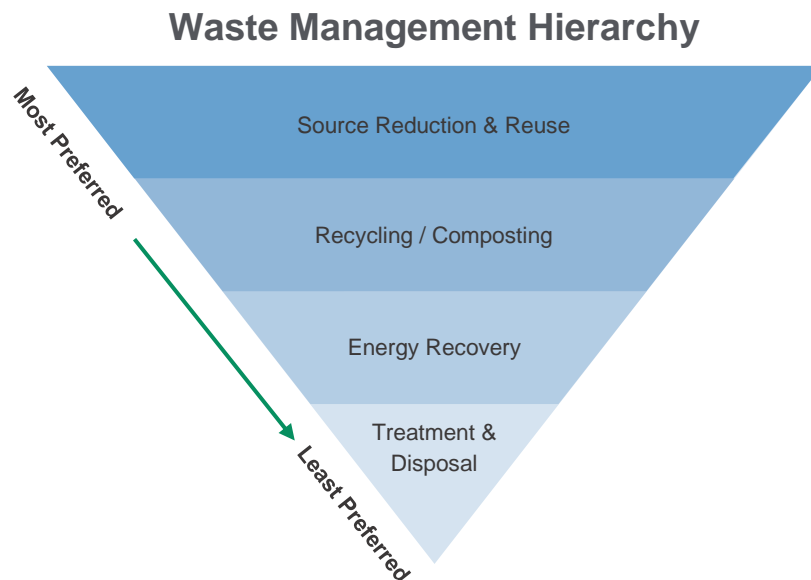 Waste Management Hierarchy
Most Preferred
Source Reduction & Reuse
Recycling / Composting
Energy Recovery
Treatment &
Disposal
Least Preferred